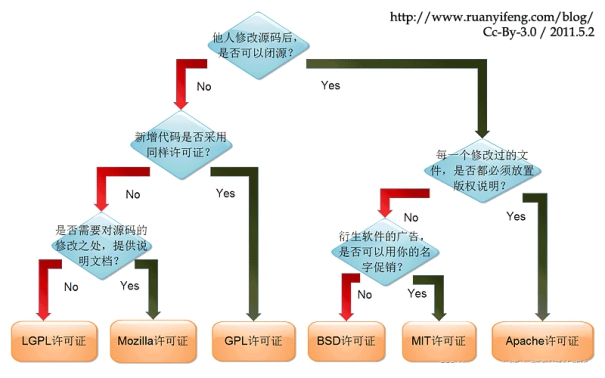 http://www.ruanyifeng.com/blog/
Cc-By-3.0 / 2011.5.2
他人修改源码后，
是否可以闭源？
No
Yes
新增代码是否采用
同样许可证？
每一个修改过的文
件，是否都必须放置
版权说明？
No
Yes
No
Yes
是否需要对源码的
修改之处，提供说
明文档？
衍生软件的广告，
是否可以用你的名
字促销？
No
Yes
No
Yes
LGPL许可证
Mozilla许可证
GPL许可证
BSD许可证
MIT许可证
Apache许可证